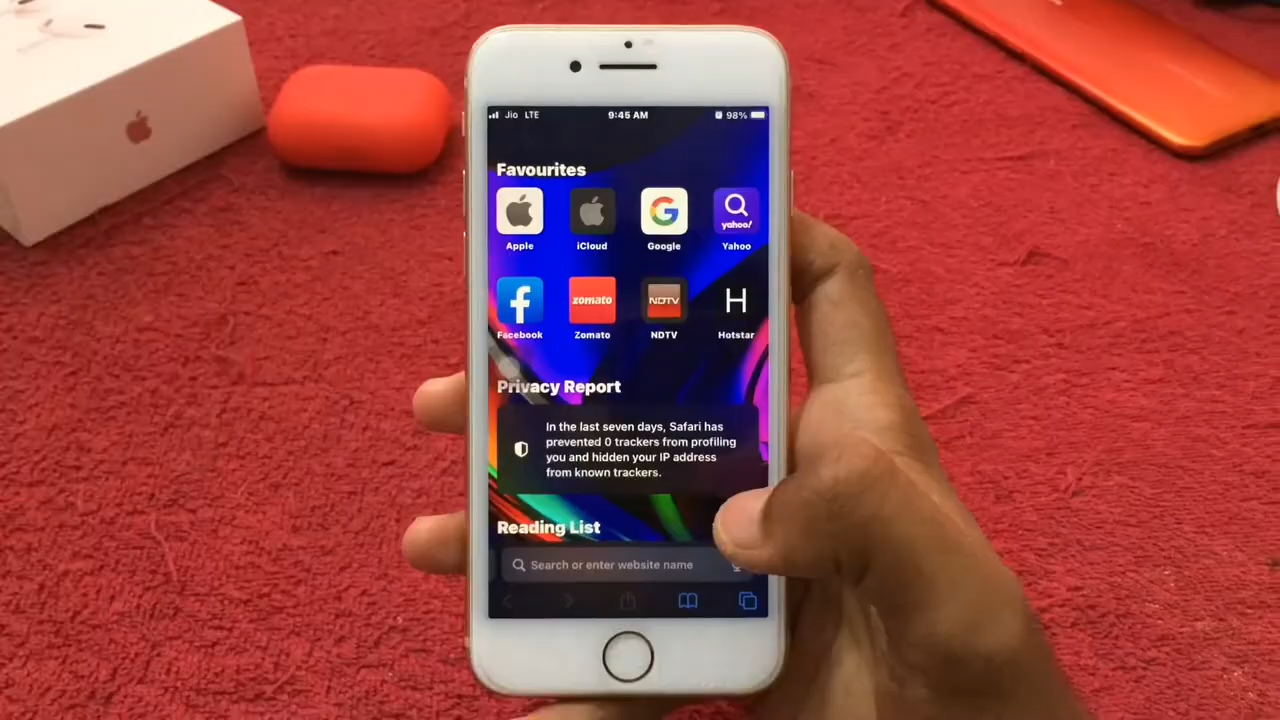 Jio LTE 9:45 AM 98%
Favourites
Apple iCloud Google Yahoo
yahoo!
zomato NDTV H
Facebook Zomato NDTV Hotstar
Privacy Report
In the last seven days, Safari has
prevented 0 trackers from profiling
you and hidden your IP address
from known trackers.
Reading List
Search or enter website name